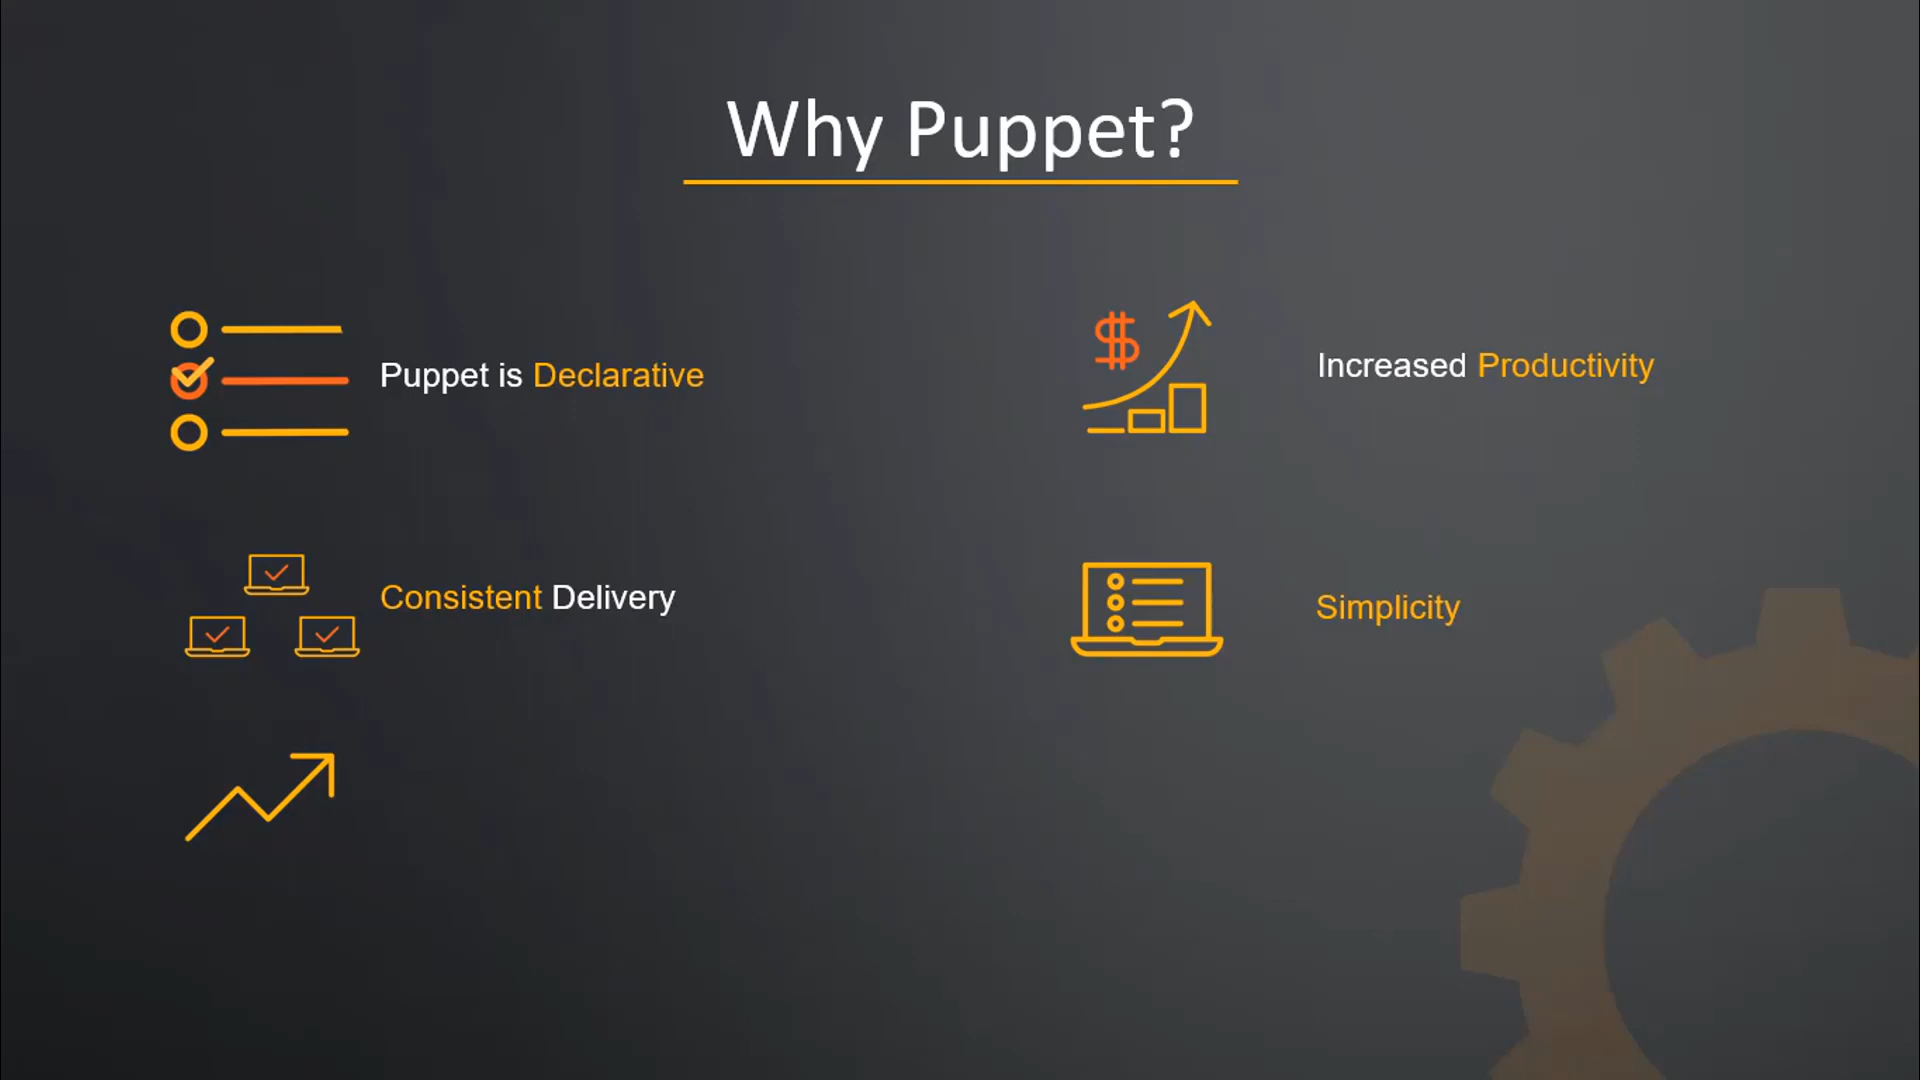 Why Puppet?
Puppet is Declarative
Increased Productivity
Consistent Delivery
Simplicity